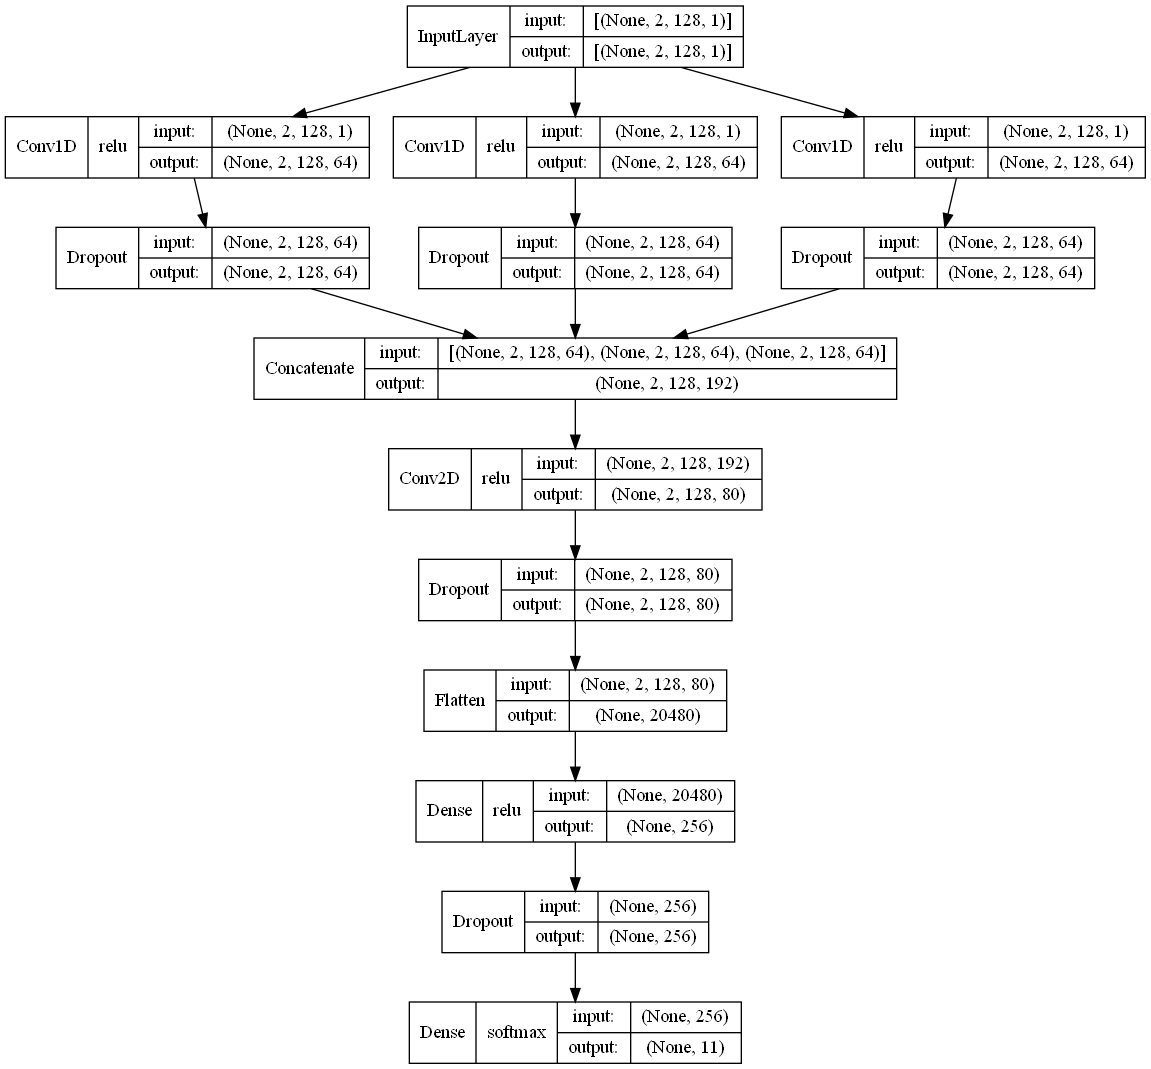 InputLayer input: [(None, 2, 128, 1)]
output: [(None, 2, 128, 1)]
Conv1D relu input: (None, 2, 128, 1)
output: (None, 2, 128, 64)
Conv1D relu input: (None, 2, 128, 1)
output: (None, 2, 128, 64)
Conv1D relu input: (None, 2, 128, 1)
output: (None, 2, 128, 64)
Dropout input: (None, 2, 128, 64)
output: (None, 2, 128, 64)
Dropout input: (None, 2, 128, 64)
output: (None, 2, 128, 64)
Dropout input: (None, 2, 128, 64)
output: (None, 2, 128, 64)
Concatenate input: [(None, 2, 128, 64), (None, 2, 128, 64), (None, 2, 128, 64)]
output: (None, 2, 128, 192)
Conv2D relu input: (None, 2, 128, 192)
output: (None, 2, 128, 80)
Dropout input: (None, 2, 128, 80)
output: (None, 2, 128, 80)
Flatten input: (None, 2, 128, 80)
output: (None, 20480)
Dense relu input: (None, 20480)
output: (None, 256)
Dropout input: (None, 256)
output: (None, 256)
Dense softmax input: (None, 256)
output: (None, 11)